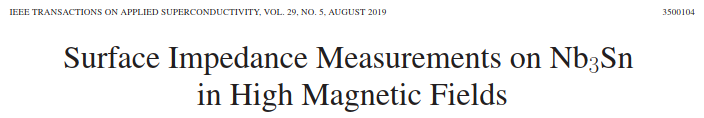 IEEE TRANSACTIONS ON APPLIED SUPERCONDUCTIVITY, VOL. 29, NO. 5, AUGUST 2019 3500104
Surface Impedance Measurements on Nb₃Sn
in High Magnetic Fields